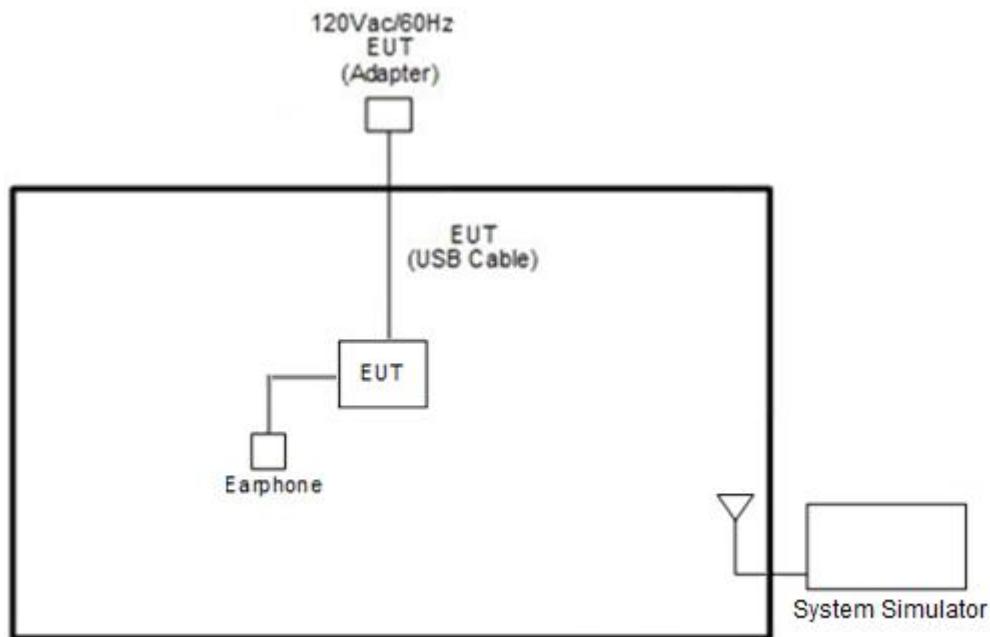 120Vac/60Hz
EUT
(Adapter)
EUT
(USB Cable)
EUT
Earphone
System Simulator